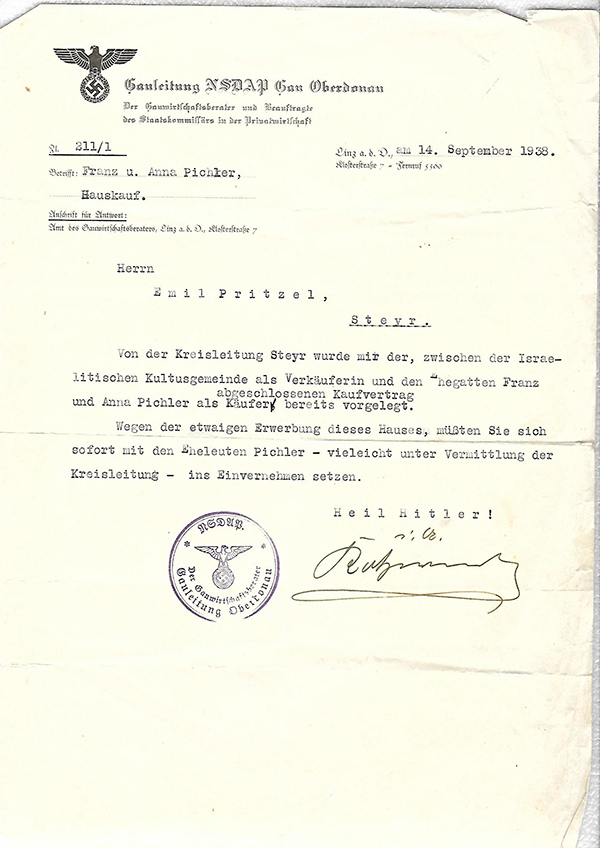 Gauleitung NSDAP Gau Oberdonau
Der Gauwirtschaftsberater und Beauftragte
des Staatskommissärs in der Privatwirtschaft
Zl. 211/1
Linz a. d. D., am 14. September 1938.
Klosterstraße 7 - Fernruf 3300
Betrifft: Franz u. Anna Pichler,
Hauskauf.
Anschrift für Antwort:
Amt des Gauwirtschaftsberaters, Linz a. d. D., Klosterstraße 7
Herrn
Emil Pritzel,
Steyr.
Von der Kreisleitung Steyr wurde mir der, zwischen der Israe-
litischen Kultusgemeinde als Verkäuferin und den Ehegatten Franz
abgeschlossenen Kaufvertrag
und Anna Pichler als Käufer bereits vorgelegt.
Wegen der etwaigen Erwerbung dieses Hauses, müßten Sie sich
sofort mit den Eheleuten Pichler - vieleicht unter Vermittlung der
Kreisleitung - ins Einvernehmen setzen.
Heil Hitler!
NSDAP.
Der Gauwirtschaftsberater
Gauleitung Oberdonau